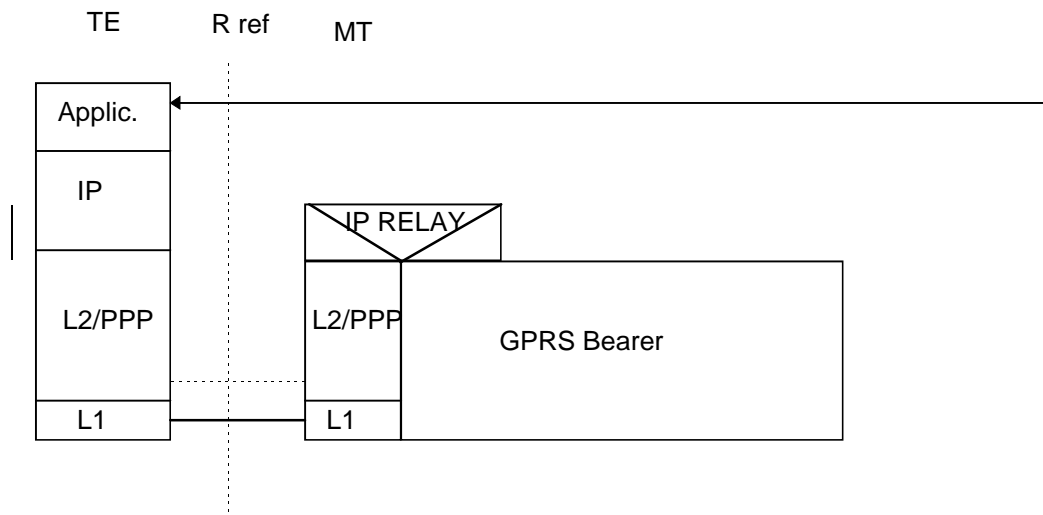 TE
R ref
MT
Applic.
IP
IP RELAY
L2/PPP
L2/PPP
GPRS Bearer
L1
L1